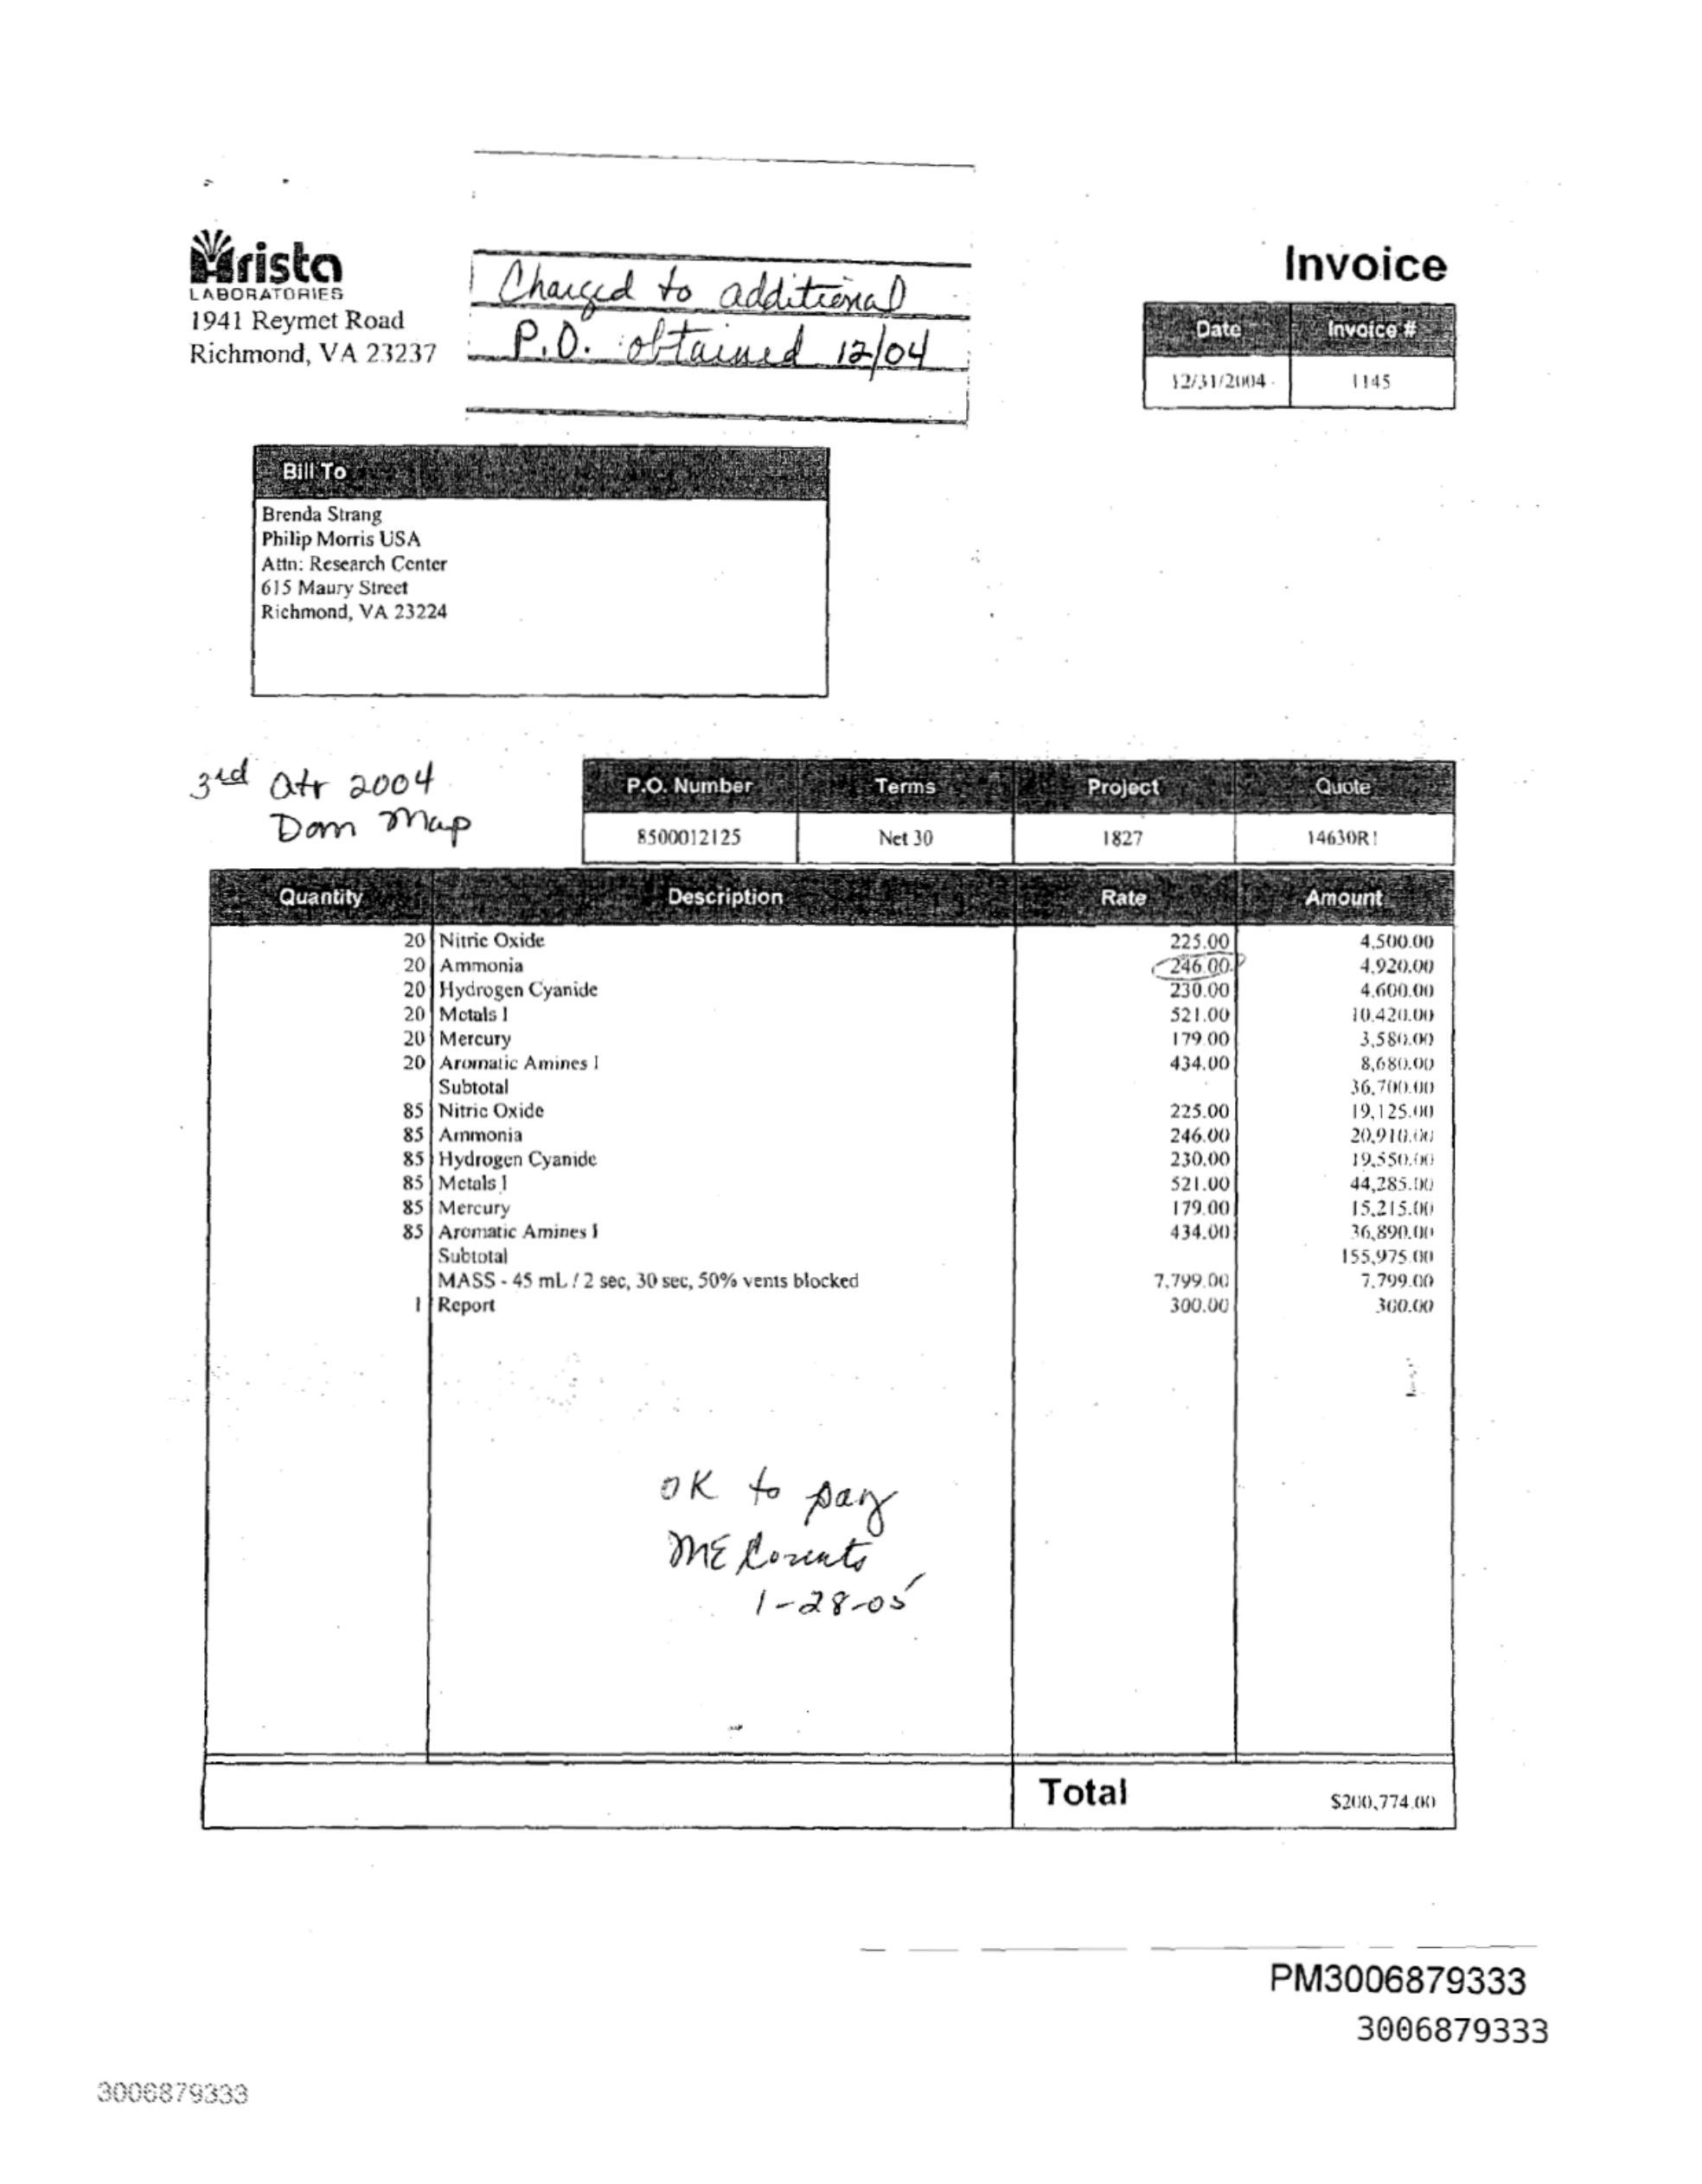 Arista
LABORATORIES
1941 Reymet Road
Richmond, VA 23237
Charged to additional
P.O. obtained 12/04
Invoice
Date Invoice #
12/31/2004 1145
Bill To
Brenda Strang
Philip Morris USA
Attn: Research Center
615 Maury Street
Richmond, VA 23224
3rd Qtr 2004
Dom Map
P.O. Number Terms Project Quote
8500012125 Net 30 1827 14630R1
Quantity Description Rate Amount
20 Nitric Oxide 225.00 4,500.00
20 Ammonia 246.00 4,920.00
20 Hydrogen Cyanide 230.00 4,600.00
20 Metals I 521.00 10,420.00
20 Mercury 179.00 3,580.00
20 Aromatic Amines I 434.00 8,680.00
Subtotal 36,700.00
85 Nitric Oxide 225.00 19,125.00
85 Ammonia 246.00 20,910.00
85 Hydrogen Cyanide 230.00 19,550.00
85 Metals I 521.00 44,285.00
85 Mercury 179.00 15,215.00
85 Aromatic Amines I 434.00 36,890.00
Subtotal 155,975.00
MASS - 45 mL / 2 sec, 30 sec, 50% vents blocked 7,799.00 7,799.00
1 Report 300.00 300.00
OK to pay
ME
1-28-05
Total $200,774.00
PM3006879333
3006879333
3006879333